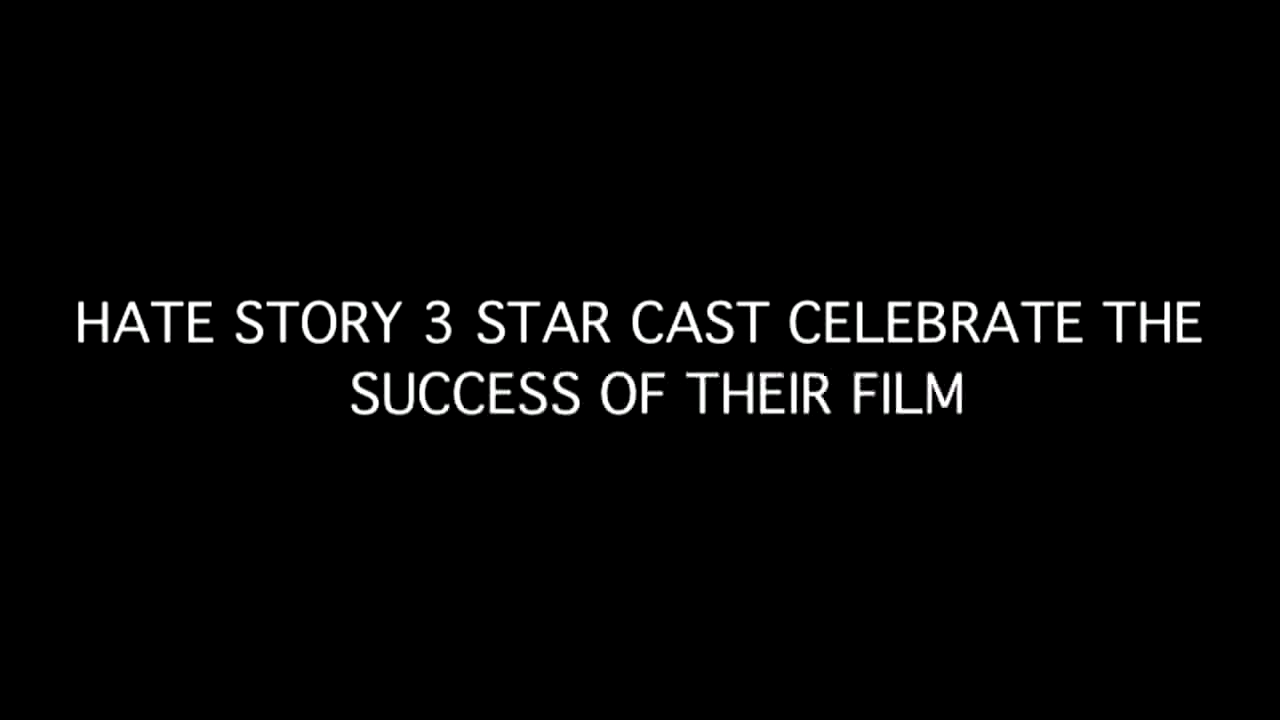 HATE STORY 3 STAR CAST CELEBRATE THE
SUCCESS OF THEIR FILM